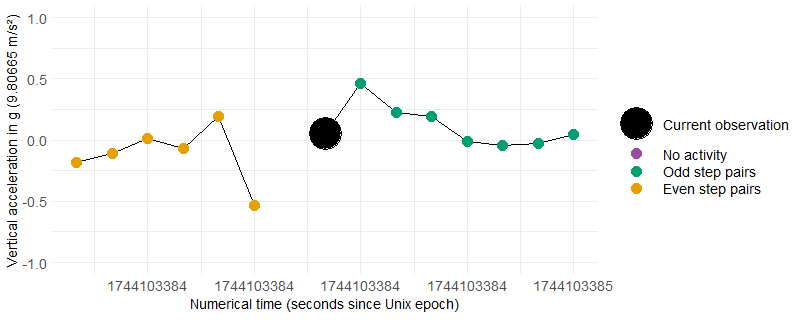 Vertical acceleration in g (9.80665 m/s²)
1.0
0.5
0.0
-0.5
-1.0
1744103384 1744103384 1744103384 1744103384 1744103385
Numerical time (seconds since Unix epoch)
Current observation
No activity
Odd step pairs
Even step pairs